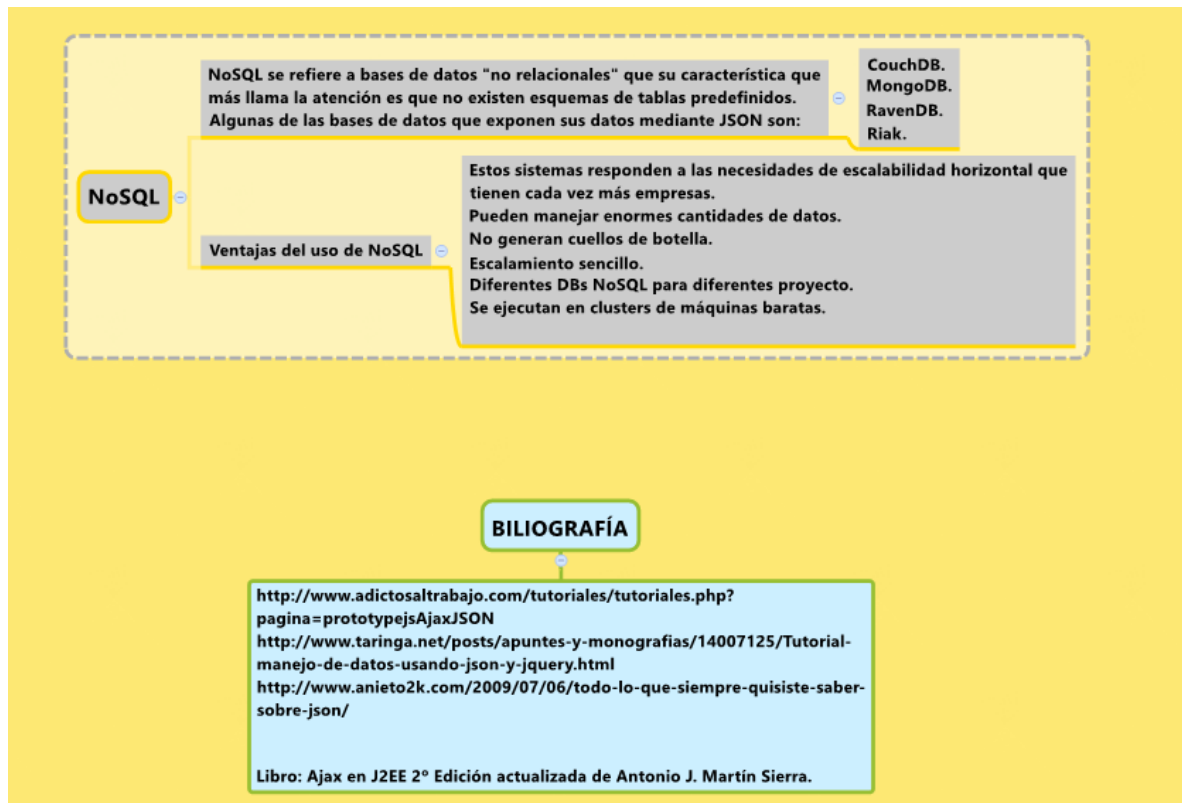 NoSQL
NoSQL se refiere a bases de datos "no relacionales" que su característica que
más llama la atención es que no existen esquemas de tablas predefinidos.
Algunas de las bases de datos que exponen sus datos mediante JSON son:
CouchDB.
MongoDB.
RavenDB.
Riak.
Ventajas del uso de NoSQL
Estos sistemas responden a las necesidades de escalabilidad horizontal que
tienen cada vez más empresas.
Pueden manejar enormes cantidades de datos.
No generan cuellos de botella.
Escalamiento sencillo.
Diferentes DBs NoSQL para diferentes proyecto.
Se ejecutan en clusters de máquinas baratas.
BILIOGRAFÍA
http://www.adictosaltrabajo.com/tutoriales/tutoriales.php?
pagina=prototypejsAjaxJSON
http://www.taringa.net/posts/apuntes-y-monografias/14007125/Tutorial-
manejo-de-datos-usando-json-y-jquery.html
http://www.anieto2k.com/2009/07/06/todo-lo-que-siempre-quisiste-saber-
sobre-json/
Libro: Ajax en J2EE 2º Edición actualizada de Antonio J. Martín Sierra.